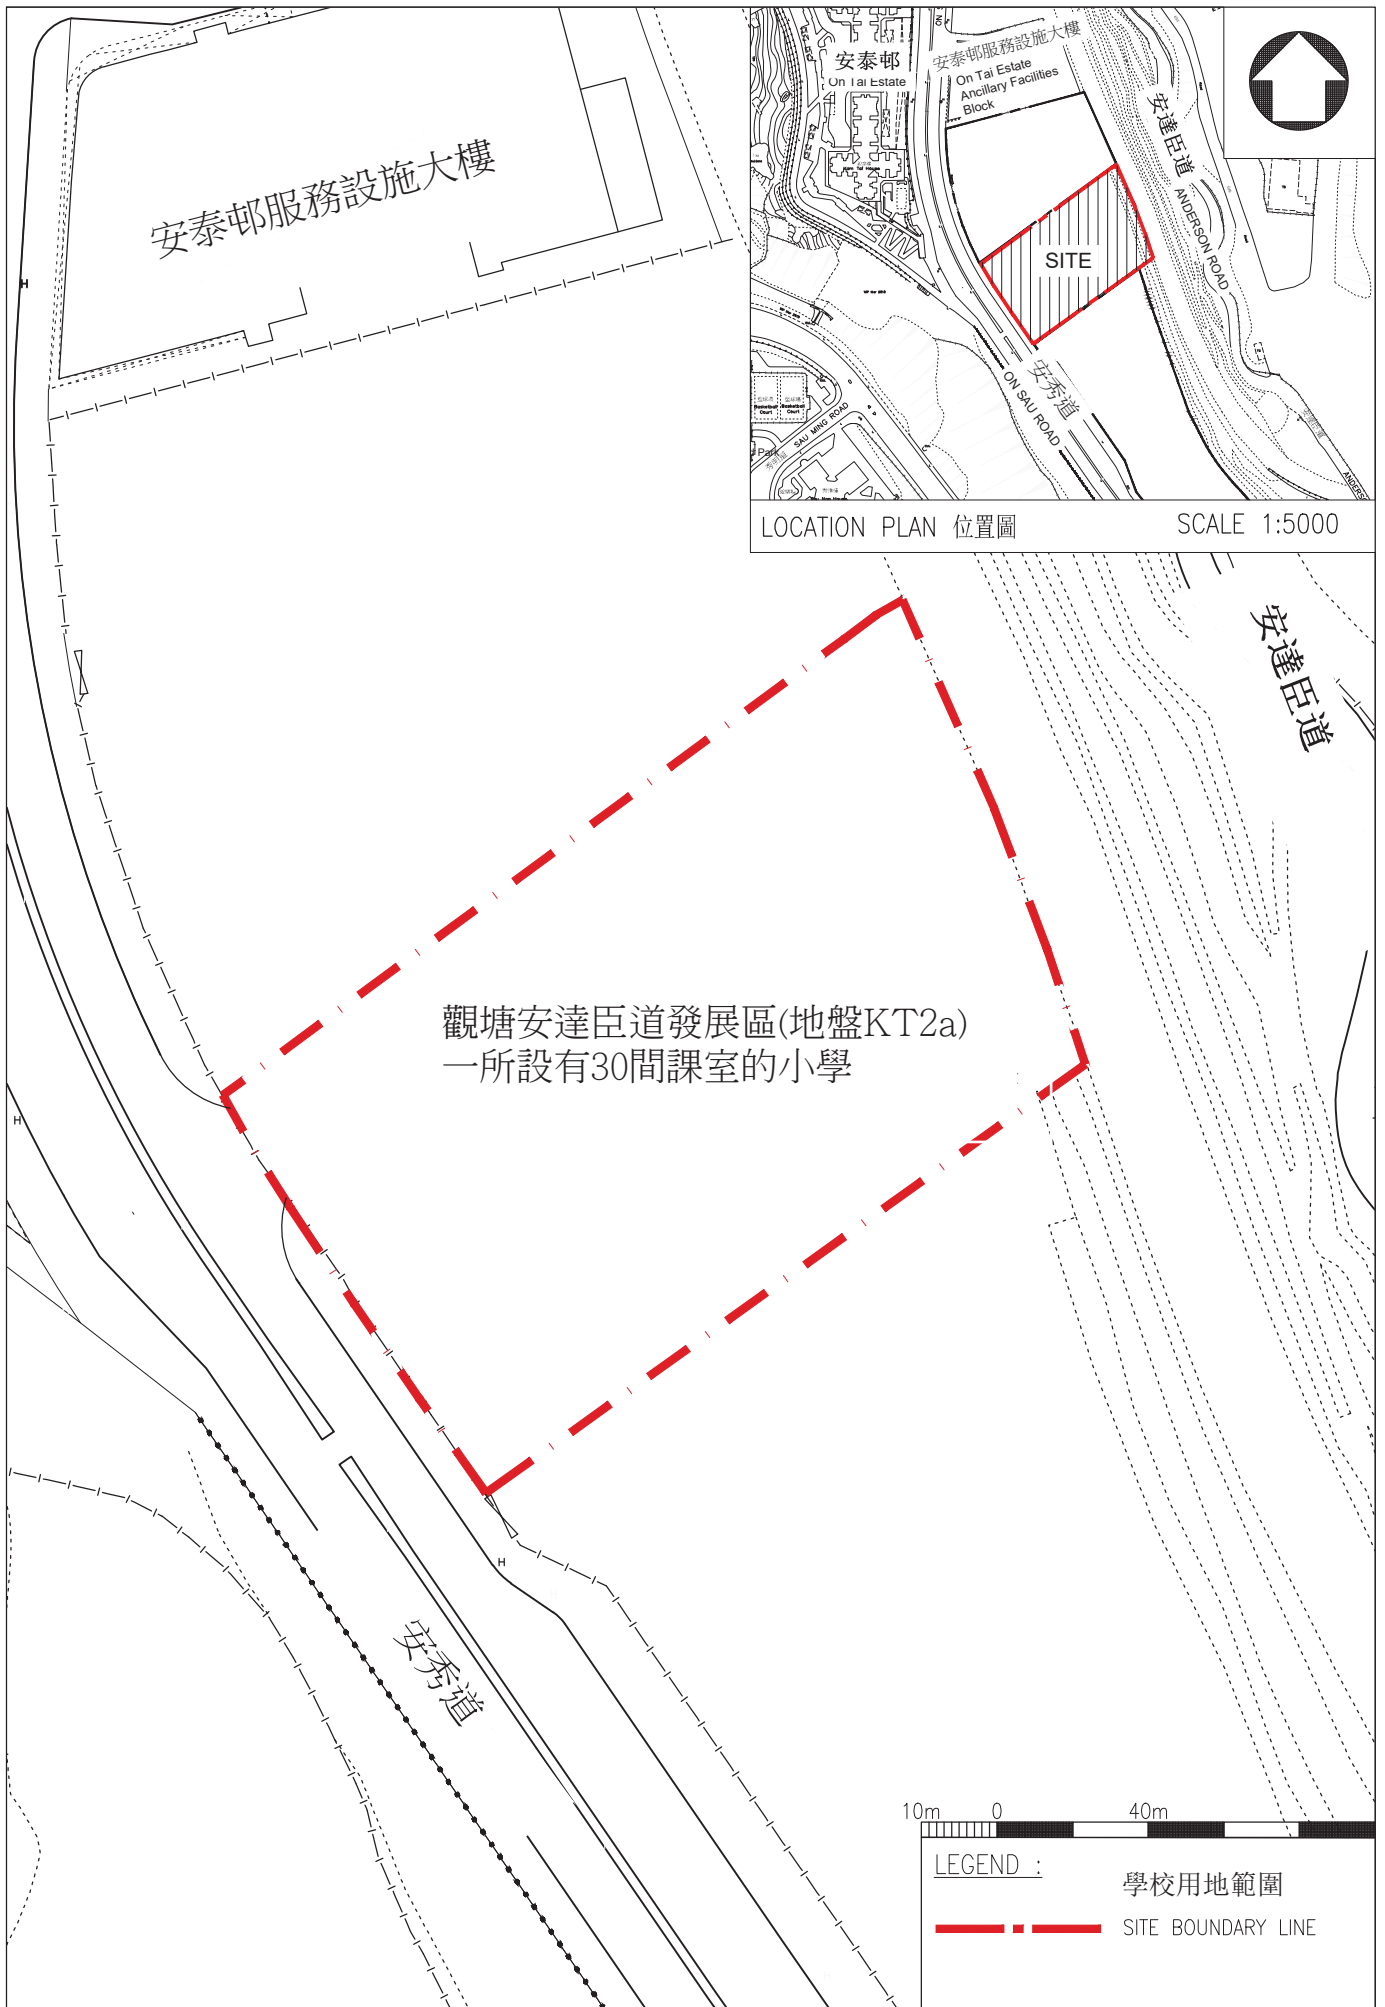 安泰邨服務設施大樓
安泰邨
On Tai Estate
安泰邨服務設施大樓
On Tai Estate
Ancillary Facilities
Block
安達臣道
ANDERSON ROAD
SITE
安秀道
ON SAU ROAD
SAU MING ROAD
Basketball
Court
Basketball
Court
Park
LOCATION PLAN 位置圖
SCALE 1:5000
安達臣道
觀塘安達臣道發展區(地盤KT2a)
一所設有30間課室的小學
H
H
H
安秀道
10m 0 40m
LEGEND :
學校用地範圍
SITE BOUNDARY LINE